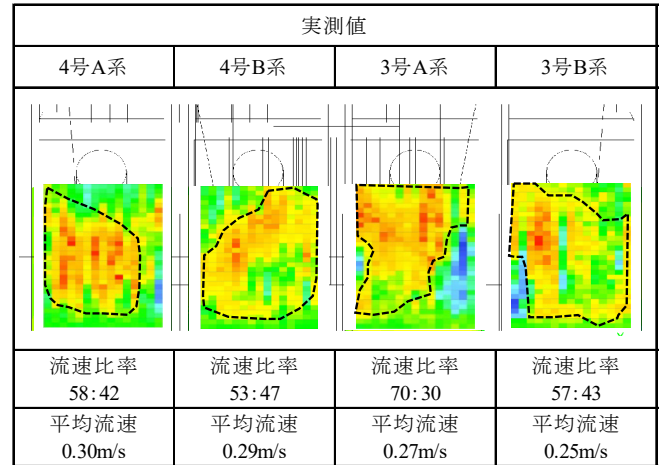 実測値
4号A系 4号B系 3号A系 3号B系
流速比率 流速比率 流速比率 流速比率
58:42 53:47 70:30 57:43
平均流速 平均流速 平均流速 平均流速
0.30m/s 0.29m/s 0.27m/s 0.25m/s